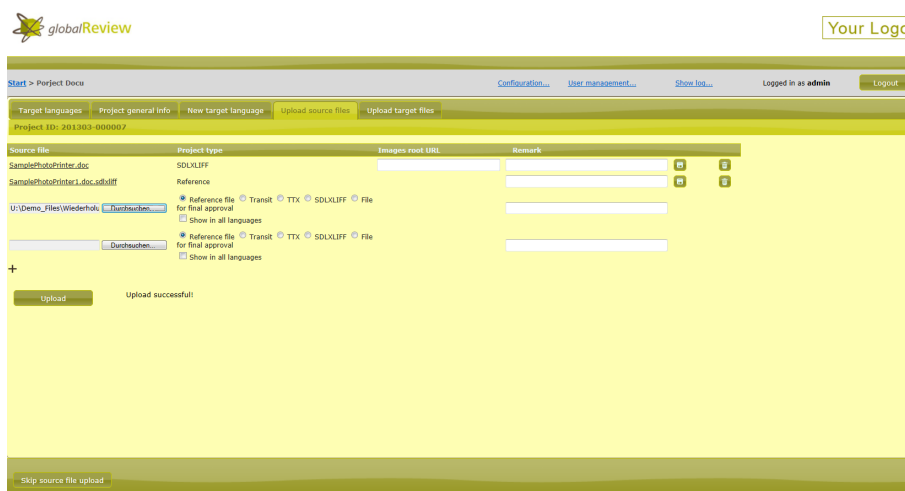 globalReview
Your Logo
Start > Porject Docu Configuration... User management... Show log... Logged in as admin Logout
Target languages Project general info New target language Upload source files Upload target files
Project ID: 201303-000007
Source file Project type Images root URL Remark
SamplePhotoPrinter.doc SDLXLIFF
SamplePhotoPrinter1.doc.sdlxliff Reference
U:\Demo_Files\Wiederholu Durchsuchen... Reference file Transit TTX SDLXLIFF File
for final approval
Show in all languages
Durchsuchen... Reference file Transit TTX SDLXLIFF File
for final approval
Show in all languages
+
Upload Upload successful!
Skip source file upload